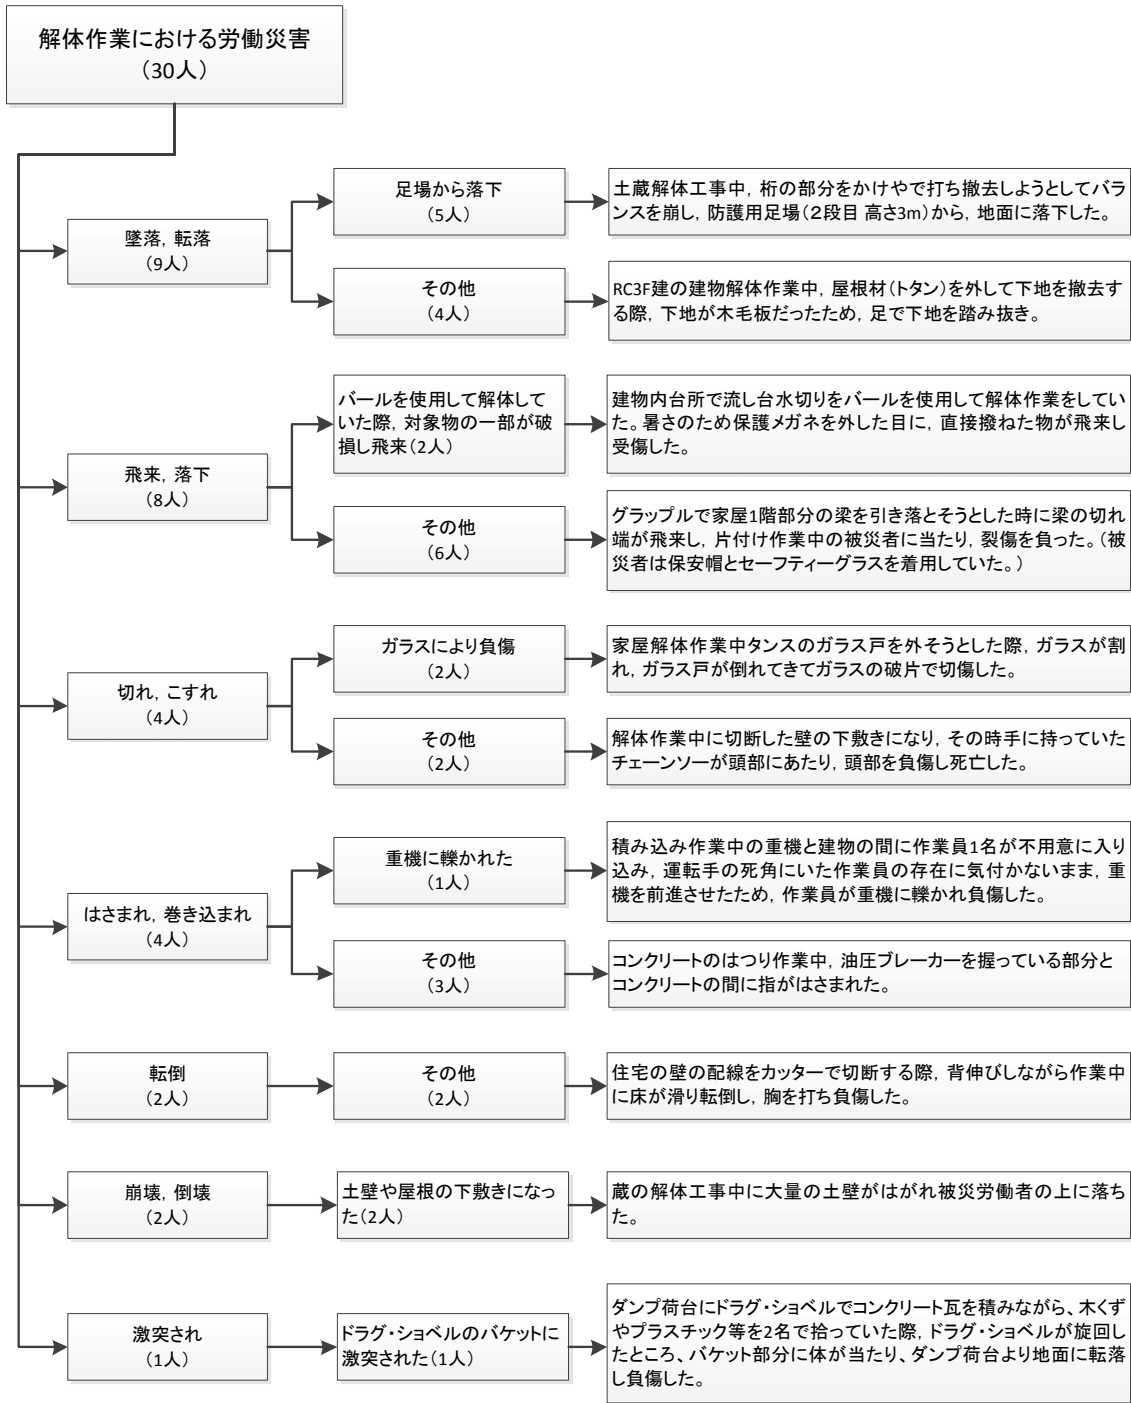 解体作業における労働災害
（30人）
墜落，転落
（9人）
足場から落下
（5人）
土蔵解体工事中，桁の部分をかけやで打ち撤去しようとしてバラ
ンスを崩し，防護用足場（２段目 高さ3m）から，地面に落下した。
その他
（4人）
RC3F建の建物解体作業中，屋根材（トタン）を外して下地を撤去す
る際，下地が木毛板だったため，足で下地を踏み抜き。
飛来，落下
（8人）
バールを使用して解体して
いた際，対象物の一部が破
損し飛来（2人）
建物内台所で流し台水切りをバールを使用して解体作業をしてい
た。暑さのため保護メガネを外した目に，直接撥ねた物が飛来し
受傷した。
その他
（6人）
グラップルで家屋1階部分の梁を引き落とそうとした時に梁の切れ
端が飛来し，片付け作業中の被災者に当たり，裂傷を負った。（被
災者は保安帽とセーフティーグラスを着用していた。）
切れ，こすれ
（4人）
ガラスにより負傷
（2人）
家屋解体作業中タンスのガラス戸を外そうとした際，ガラスが割
れ，ガラス戸が倒れてきてガラスの破片で切傷した。
その他
（2人）
解体作業中に切断した壁の下敷きになり，その時手に持っていた
チェーンソーが頭部にあたり，頭部を負傷し死亡した。
はさまれ，巻き込まれ
（4人）
重機に轢かれた
（1人）
積み込み作業中の重機と建物の間に作業員1名が不用意に入り
込み，運転手の死角にいた作業員の存在に気付かないまま，重
機を前進させたため，作業員が重機に轢かれ負傷した。
その他
（3人）
コンクリートのはつり作業中，油圧ブレーカーを握っている部分と
コンクリートの間に指がはさまれた。
転倒
（2人）
その他
（2人）
住宅の壁の配線をカッターで切断する際，背伸びしながら作業中
に床が滑り転倒し，胸を打ち負傷した。
崩壊，倒壊
（2人）
土壁や屋根の下敷きになっ
た（2人）
蔵の解体工事中に大量の土壁がはがれ被災労働者の上に落ち
た。
激突され
（1人）
ドラグ・ショベルのバケットに
激突された（1人）
ダンプ荷台にドラグ・ショベルでコンクリート瓦を積みながら、木くず
やプラスチック等を2名で拾っていた際，ドラグ・ショベルが旋回し
たところ、バケット部分に体が当たり、ダンプ荷台より地面に転落
し負傷した。